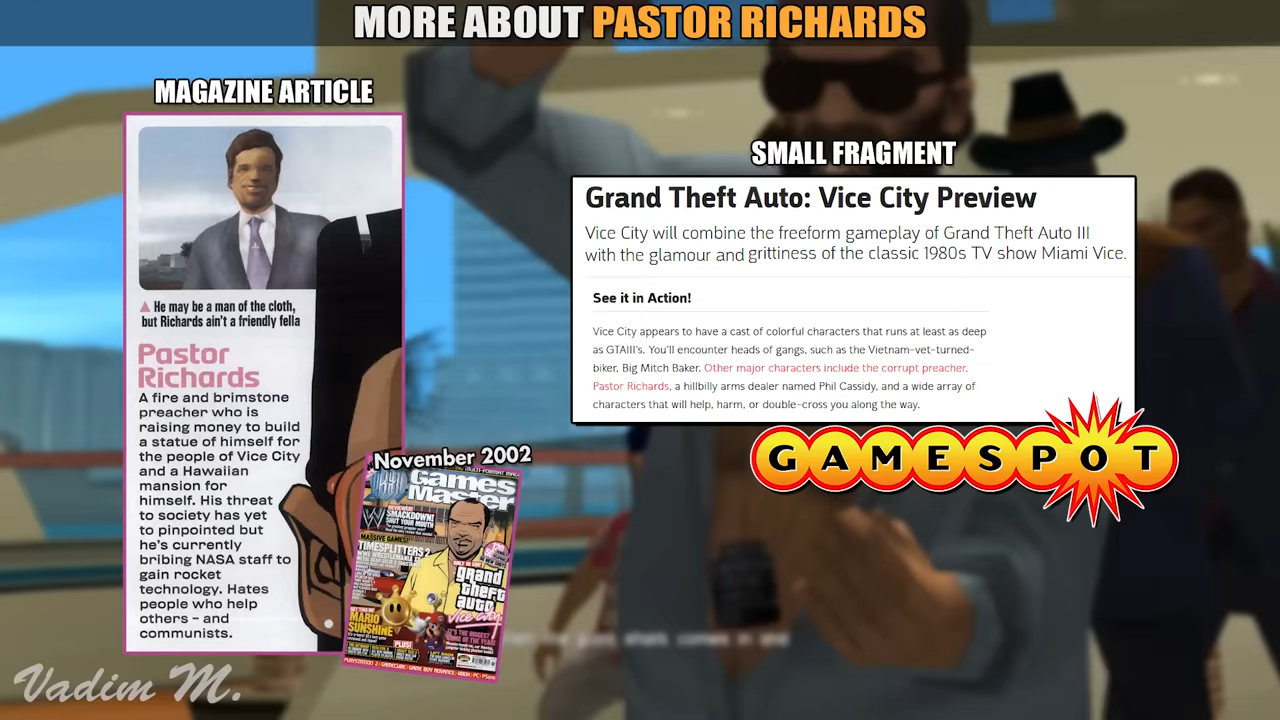 MORE ABOUT PASTOR RICHARDS
MAGAZINE ARTICLE
He may be a man of the cloth,
but Richards ain't a friendly fella
Pastor
Richards
A fire and brimstone
preacher who is
raising money to build
a statue of himself for
the people of Vice City
and a Hawaiian
mansion for
himself. His threat
to society has yet
to pinpointed but
he's currently
bribing NASA staff to
gain rocket
technology. Hates
people who help
others – and
communists.
November 2002
Games
Master
SMACKDOWN!
SHUT YOUR MOUTH
MASSIVE GAMES!
TIMESPLITTERS 2
grand
theft
auto
Vice City
MARIO
SUNSHINE
PLUS!
SMALL FRAGMENT
Grand Theft Auto: Vice City Preview
Vice City will combine the freeform gameplay of Grand Theft Auto III
with the glamour and grittiness of the classic 1980s TV show Miami Vice.
See it in Action!
Vice City appears to have a cast of colorful characters that runs at least as deep
as GTAIII's. You'll encounter heads of gangs, such as the Vietnam-vet-turned-
biker, Big Mitch Baker. Other major characters include the corrupt preacher,
Pastor Richards, a hillbilly arms dealer named Phil Cassidy, and a wide array of
characters that will help, harm, or double-cross you along the way.
GAMESPOT
Vadim M.